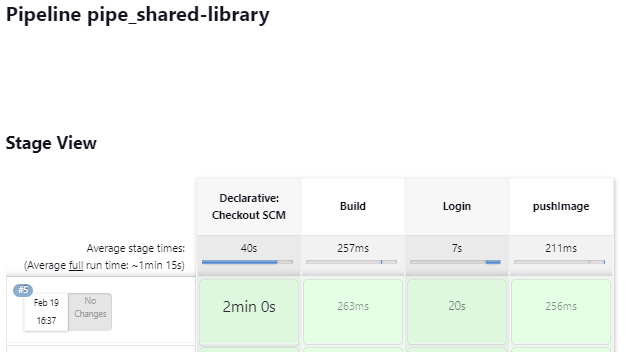 Pipeline pipe_shared-library
Stage View
Declarative: Checkout SCM
Build
Login
pushImage
Average stage times:
(Average full run time: ~1min 15s)
40s
257ms
7s
211ms
#5
Feb 19
16:37
No Changes
2min 0s
263ms
20s
256ms